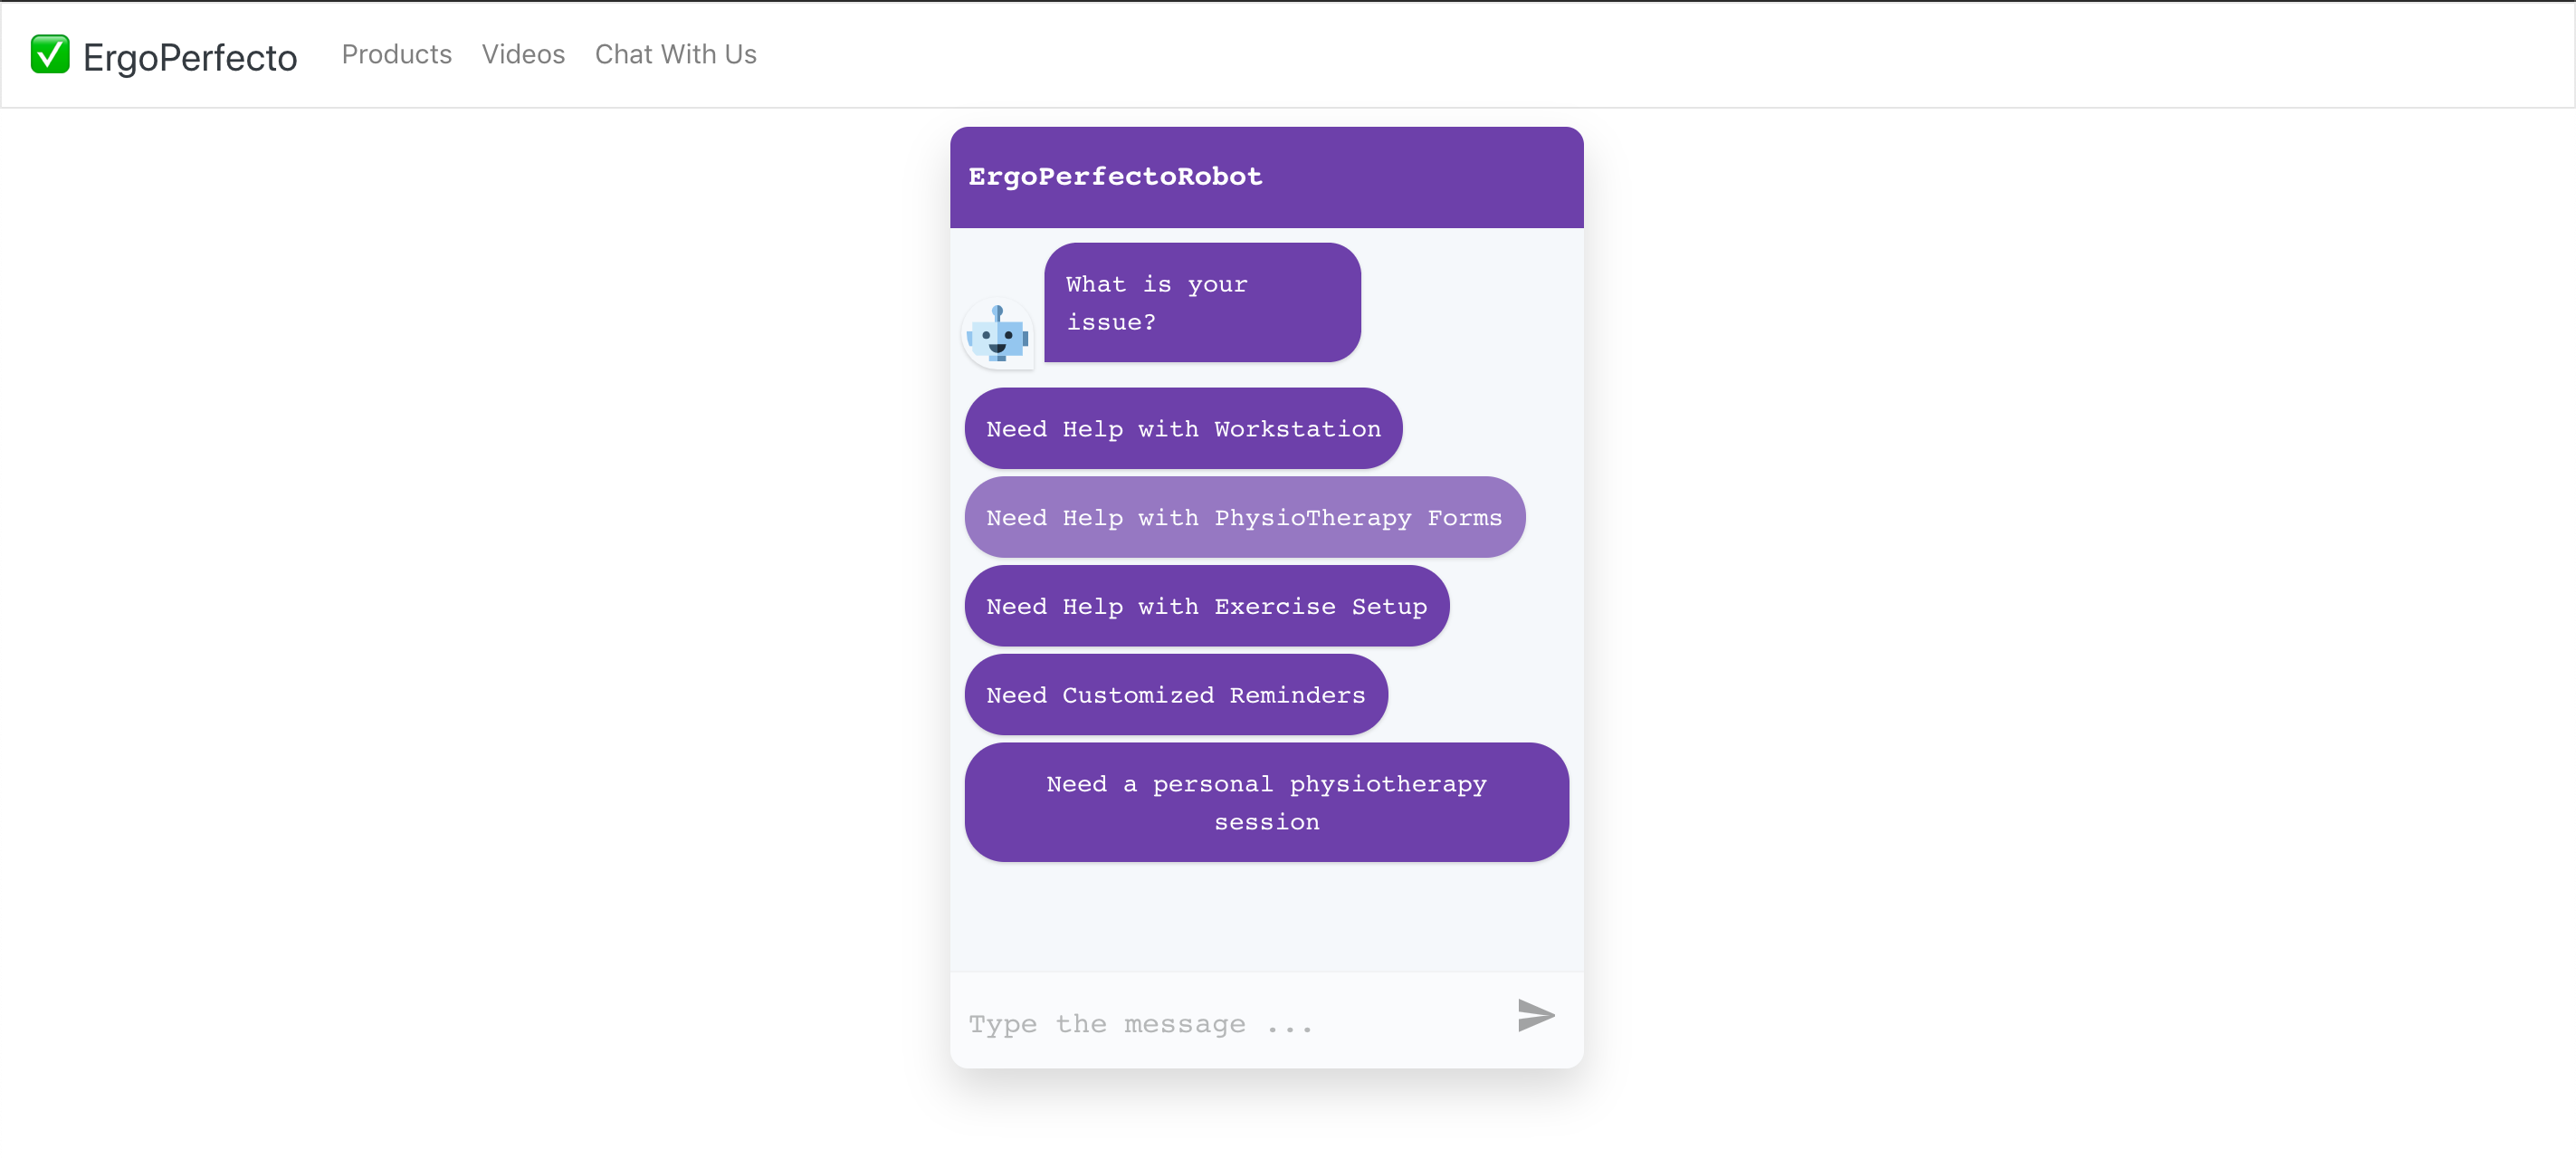 ErgoPerfecto Products Videos Chat With Us
ErgoPerfectoRobot
What is your
issue?
Need Help with Workstation
Need Help with PhysioTherapy Forms
Need Help with Exercise Setup
Need Customized Reminders
Need a personal physiotherapy
session
Type the message ...